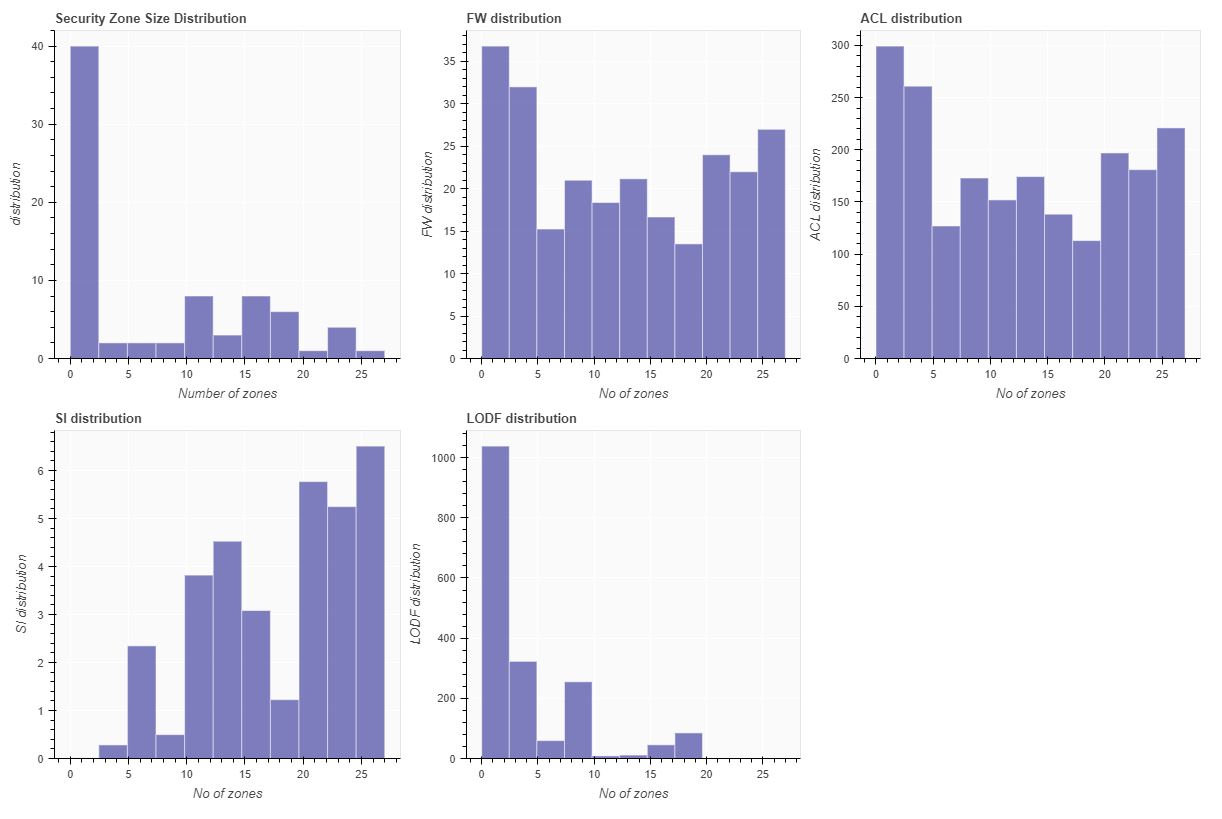 Security Zone Size Distribution
distribution
40
30
20
10
0
0 5 10 15 20 25
Number of zones
FW distribution
FW distribution
35
30
25
20
15
10
5
0
0 5 10 15 20 25
No of zones
ACL distribution
ACL distribution
300
250
200
150
100
50
0
0 5 10 15 20 25
No of zones
SI distribution
SI distribution
6
5
4
3
2
1
0
0 5 10 15 20 25
No of zones
LODF distribution
LODF distribution
1000
800
600
400
200
0
0 5 10 15 20 25
No of zones